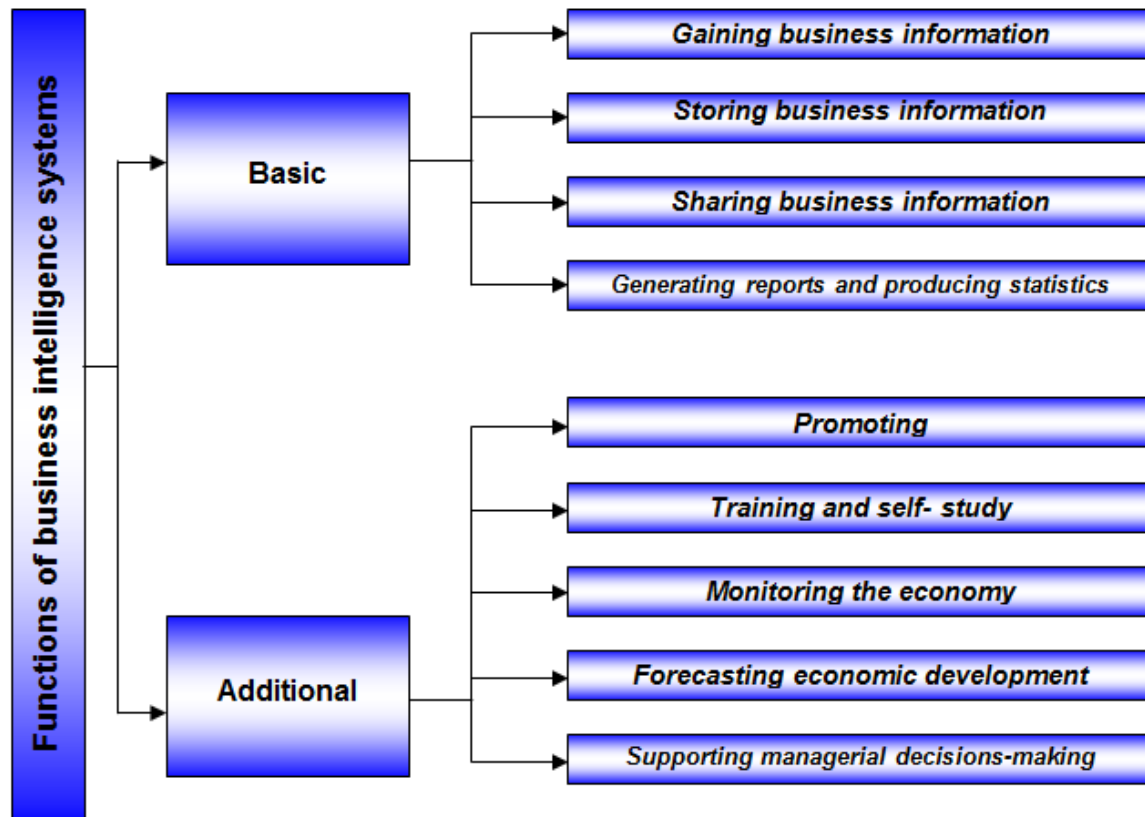 Functions of business intelligence systems
Basic
Gaining business information
Storing business information
Sharing business information
Generating reports and producing statistics
Additional
Promoting
Training and self- study
Monitoring the economy
Forecasting economic development
Supporting managerial decisions-making